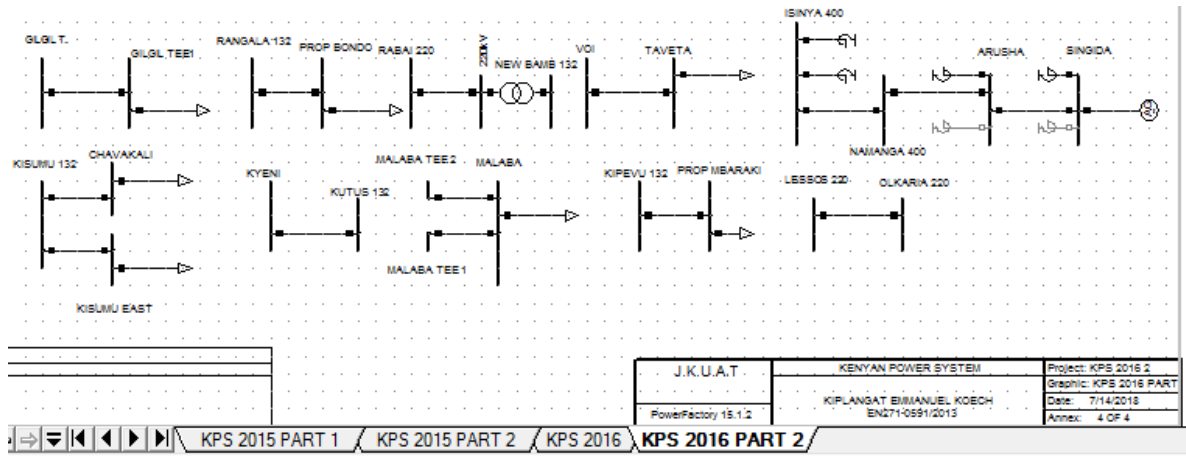 ISINYA 400
GILGIL T.
GILGIL TEE1
RANGALA 132
PROP BONDO
RABAI 220
220kV
NEW BAMB 132
VOI
TAVETA
ARUSHA
SINGIDA
NAMANGA 400
KISUMU 132
CHAVAKALI
KYENI
KUTUS 132
MALABA TEE2
MALABA
KIPEVU 132
PROP MBARAKI
LESSOS 220
OLKARIA 220
MALABA TEE1
KISUMU EAST
J.K.U.A.T
PowerFactory 15.1.2
KENYAN POWER SYSTEM
KIPLANGAT EMMANUEL KOECH
EN271-0591/2013
Project: KPS 2016 2
Graphic: KPS 2016 PART
Date: 7/14/2018
Annex: 4 OF 4
KPS 2015 PART 1
KPS 2015 PART 2
KPS 2016
KPS 2016 PART 2